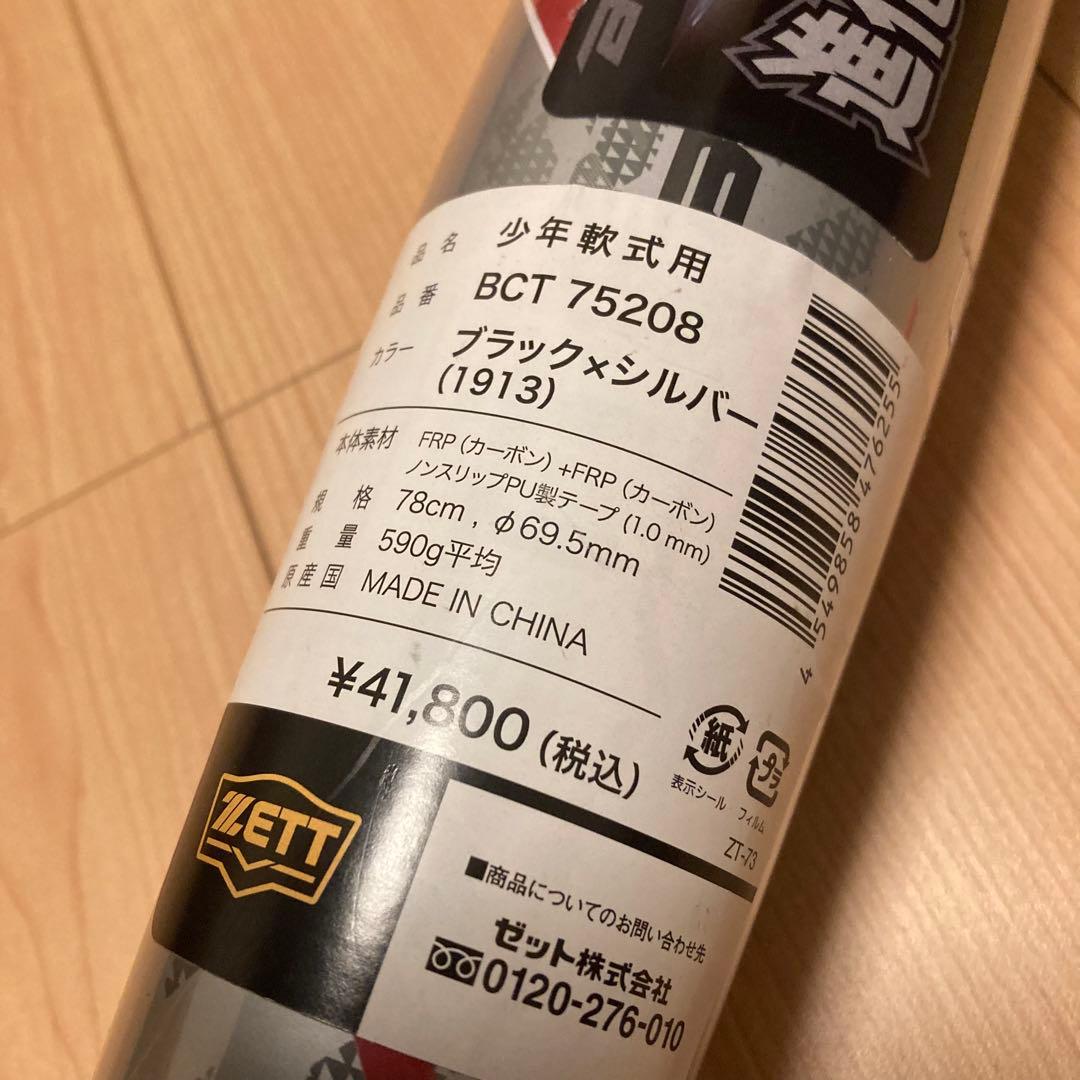 品名 少年軟式用
品番 BCT 75208
カラー ブラック×シルバー
(1913)
本体素材 FRP (カーボン) +FRP (カーボン)
ノンスリップPU製テープ (1.0 mm)
規格 78cm , φ69.5mm
重量 590g平均
原産国 MADE IN CHINA
¥41,800 (税込)
4 549858 476255
紙
プラ
表示シール フィルム
ZT-73
ZETT
■商品についてのお問い合わせ先
ゼット株式会社
0120-276-010